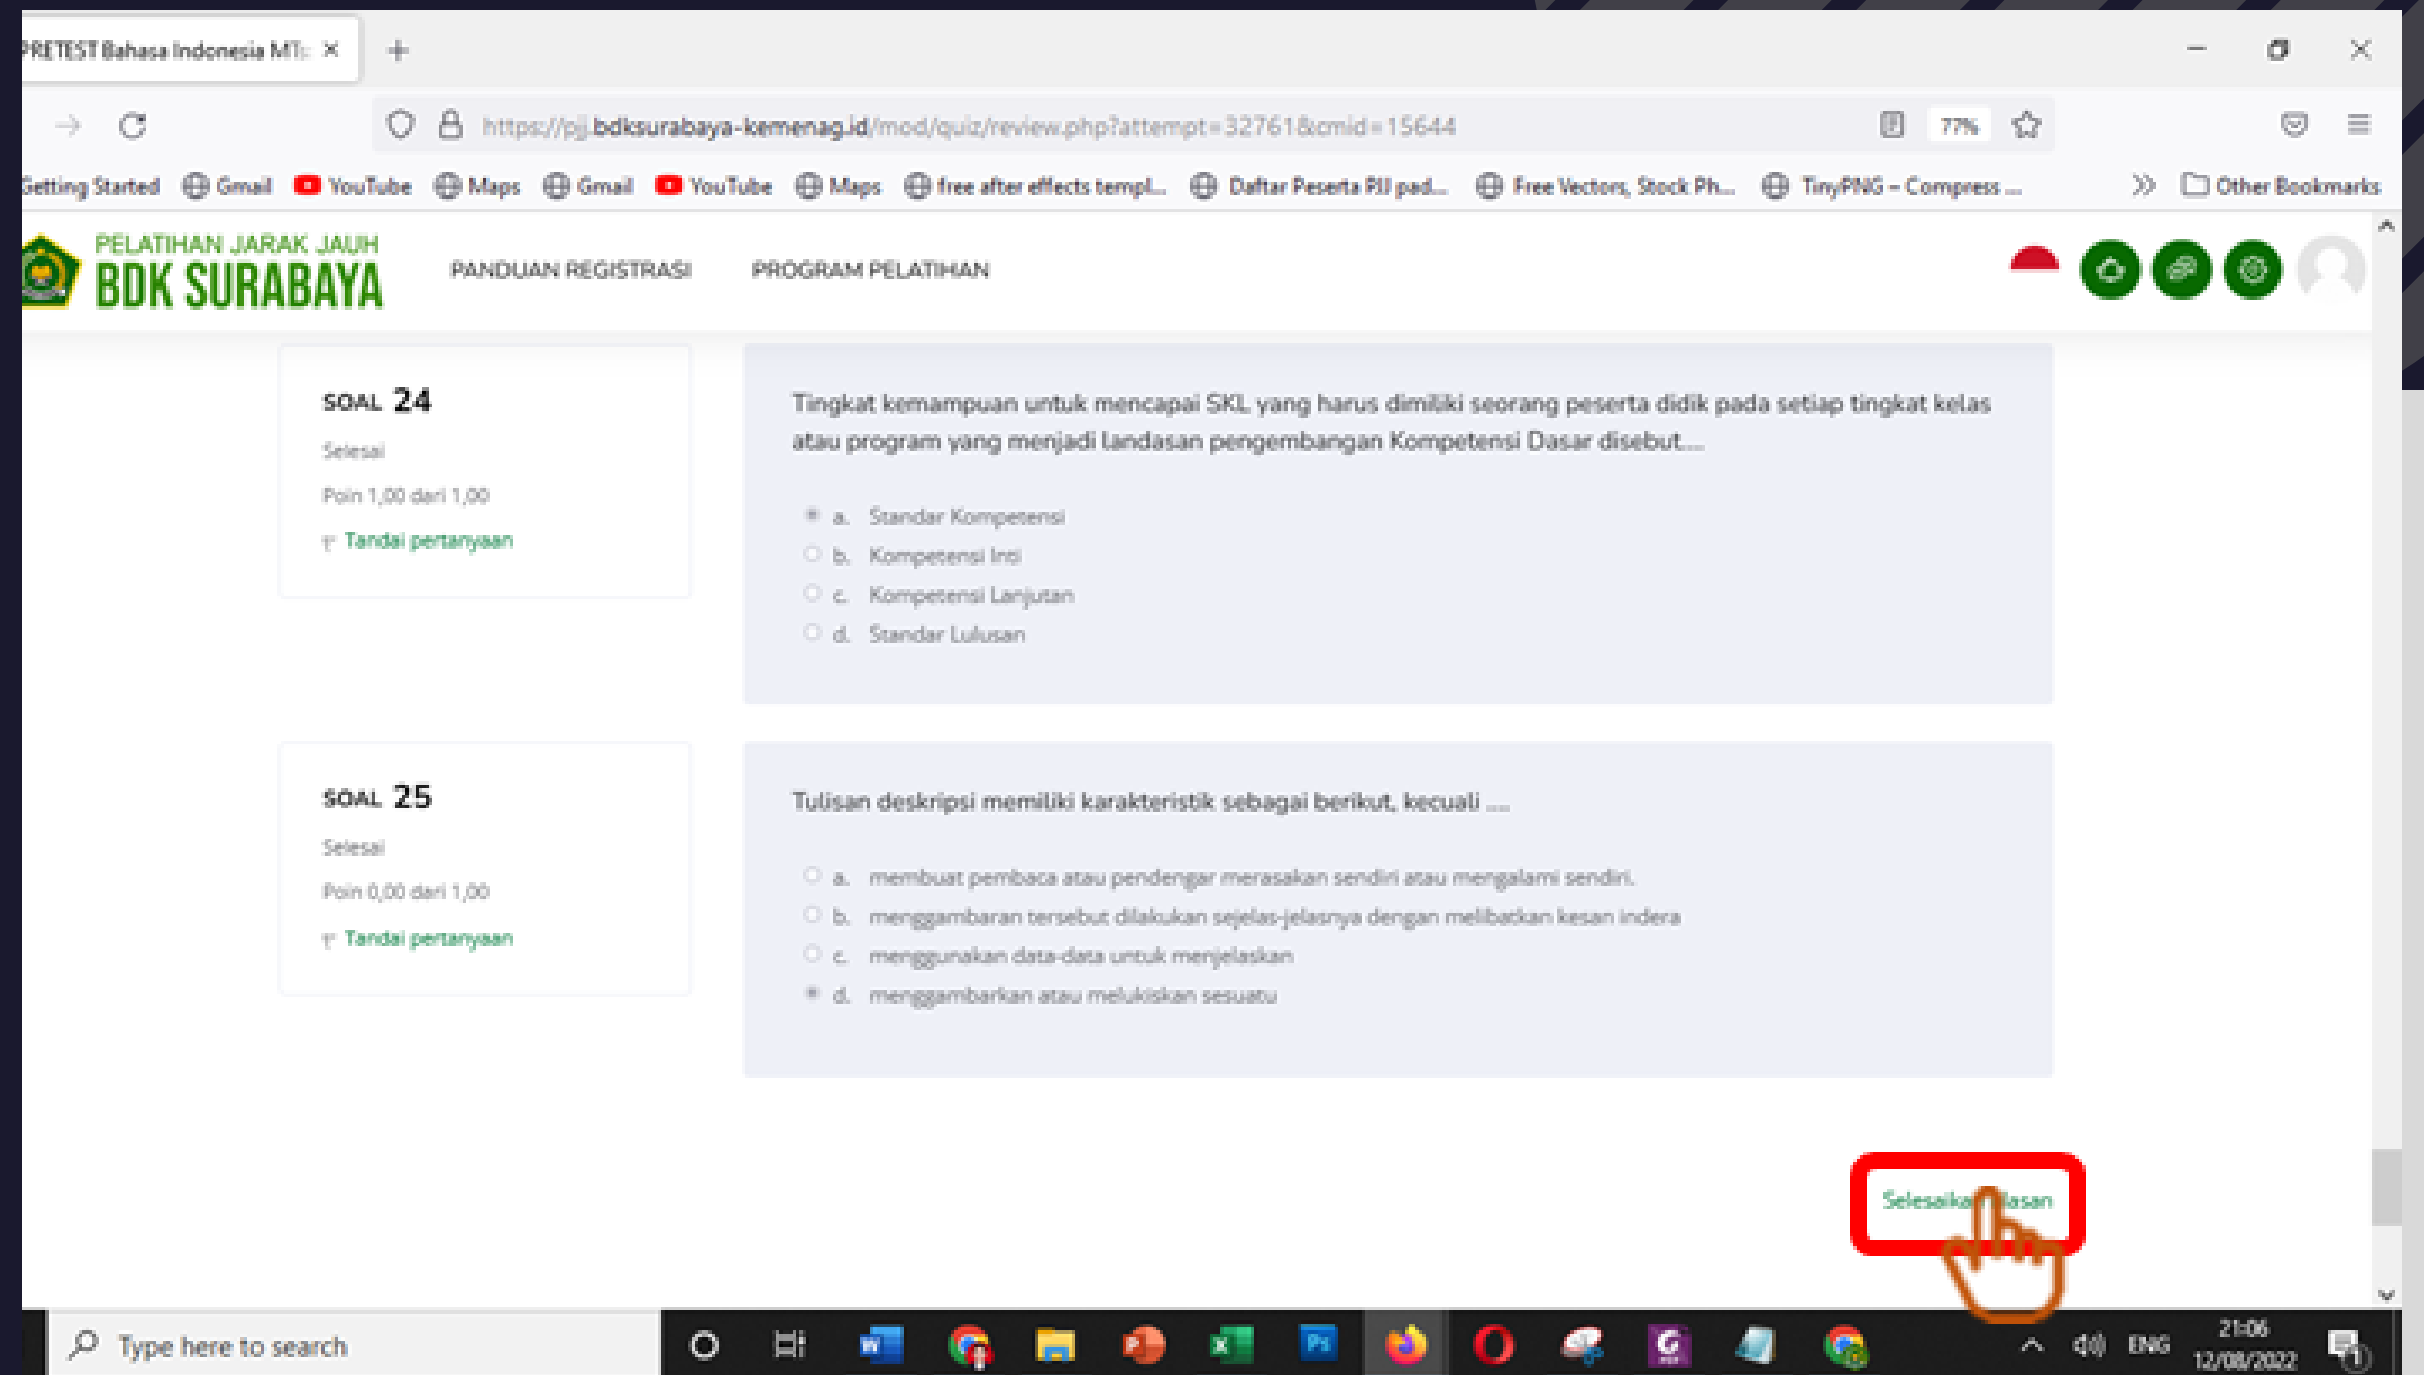 PRETEST Bahasa Indonesia MTs
https://pjj.bdksurabaya-kemenag.id/mod/quiz/review.php?attempt=32761&cmid=15644
77%
Getting Started Gmail YouTube Maps Gmail YouTube Maps free after effects templ... Daftar Peserta PJJ pad... Free Vectors, Stock Ph... TinyPNG – Compress ... Other Bookmarks
PELATIHAN JARAK JAUH
BDK SURABAYA
PANDUAN REGISTRASI PROGRAM PELATIHAN
SOAL 24
Selesai
Poin 1,00 dari 1,00
Tandai pertanyaan
Tingkat kemampuan untuk mencapai SKL yang harus dimiliki seorang peserta didik pada setiap tingkat kelas
atau program yang menjadi landasan pengembangan Kompetensi Dasar disebut....
a. Standar Kompetensi
b. Kompetensi Inti
c. Kompetensi Lanjutan
d. Standar Lulusan
SOAL 25
Selesai
Poin 0,00 dari 1,00
Tandai pertanyaan
Tulisan deskripsi memiliki karakteristik sebagai berikut, kecuali ....
a. membuat pembaca atau pendengar merasakan sendiri atau mengalami sendiri.
b. menggambaran tersebut dilakukan sejelas-jelasnya dengan melibatkan kesan indera
c. menggunakan data-data untuk menjelaskan
d. menggambarkan atau melukiskan sesuatu
Type here to search
ENG
21:06
12/08/2022